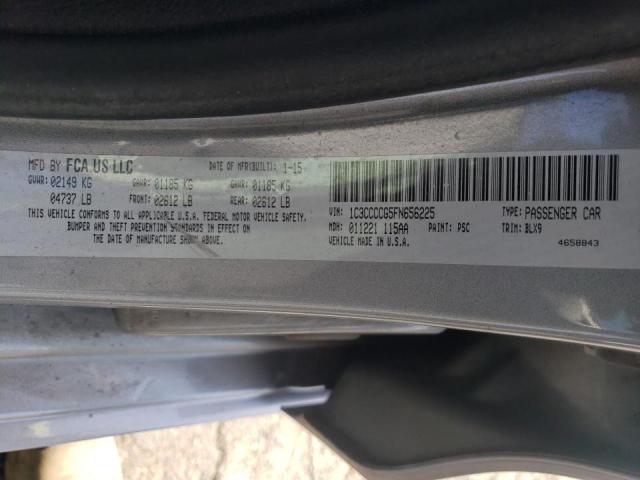 MFD BY FCA US LLC DATE OF MFR(BUILT): 1-15
GVWR: 02149 KG GAWR: 01185 KG GAWR: 01185 KG
04737 LB FRONT: 02612 LB REAR: 02612 LB
THIS VEHICLE CONFORMS TO ALL APPLICABLE U.S.A. FEDERAL MOTOR VEHICLE SAFETY,
BUMPER AND THEFT PREVENTION STANDARDS IN EFFECT ON
THE DATE OF MANUFACTURE SHOWN ABOVE.
1C3CCCCG5FN656225 TYPE: PASSENGER CAR
MDH: 011221 115AA PAINT: PSC TRIM: BLX9
VEHICLE MADE IN U.S.A.
4658843